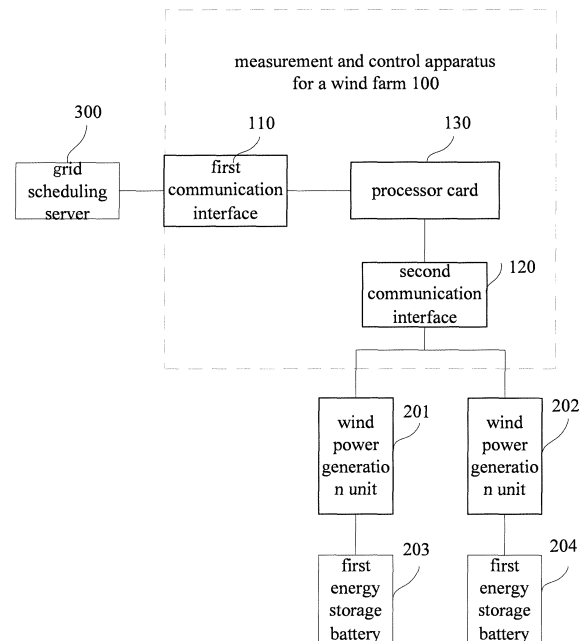 measurement and control apparatus
for a wind farm 100
300
110
130
grid
scheduling
server
first
communication
interface
processor card
second
communication
interface
120
wind
power
generatio
n unit
201
wind
power
generatio
n unit
202
first
energy
storage
battery
203
first
energy
storage
battery
204